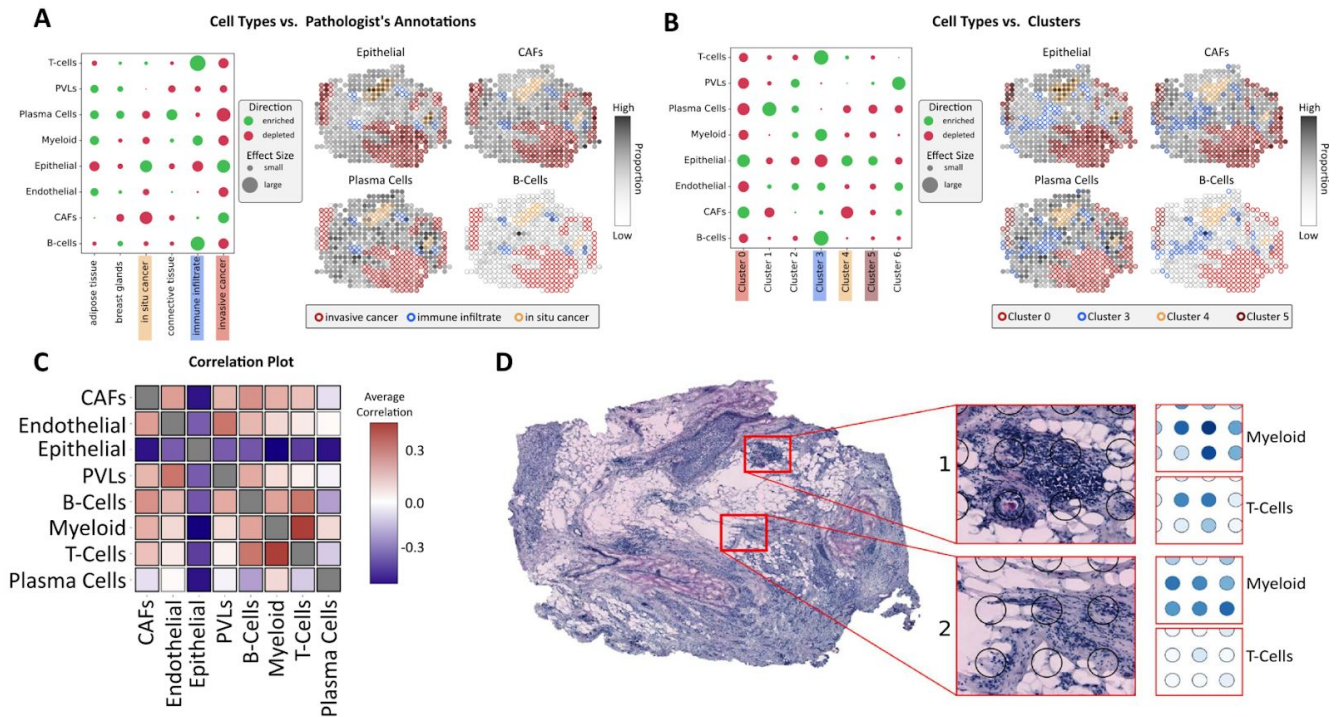 A
Cell Types vs. Pathologist's Annotations
T-cells
PVLs
Plasma Cells
Myeloid
Epithelial
Endothelial
CAFs
B-cells
adipose tissue
breast glands
in situ cancer
connective tissue
immune infiltrate
invasive cancer
Direction
enriched
depleted
Effect Size
small
large
Epithelial
CAFs
Plasma Cells
B-Cells
High
Proportion
Low
invasive cancer
immune infiltrate
in situ cancer
B
Cell Types vs. Clusters
T-cells
PVLs
Plasma Cells
Myeloid
Epithelial
Endothelial
CAFs
B-cells
Cluster 0
Cluster 1
Cluster 2
Cluster 3
Cluster 4
Cluster 5
Cluster 6
Direction
enriched
depleted
Effect Size
small
large
Epithelial
CAFs
Plasma Cells
B-Cells
High
Proportion
Low
Cluster 0
Cluster 3
Cluster 4
Cluster 5
C
Correlation Plot
CAFs
Endothelial
Epithelial
PVLs
B-Cells
Myeloid
T-Cells
Plasma Cells
CAFs
Endothelial
Epithelial
PVLs
B-Cells
Myeloid
T-Cells
Plasma Cells
Average
Correlation
0.3
0.0
-0.3
D
1
Myeloid
T-Cells
2
Myeloid
T-Cells